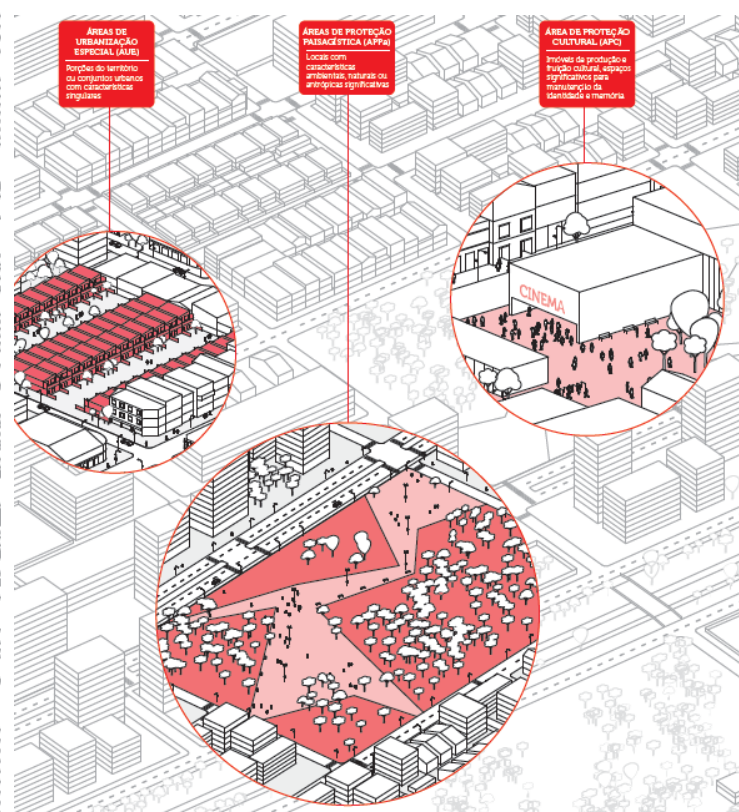 ÁREAS DE
URBANIZAÇÃO
ESPECIAL (AUE)
Porções do território
ou conjuntos urbanos
com características
singulares
ÁREAS DE PROTEÇÃO
PAISAGÍSTICA (APPa)
Locais com
características
ambientais, naturais ou
antrópicas significativas
ÁREA DE PROTEÇÃO
CULTURAL (APC)
Imóveis de produção e
fruição cultural, espaços
significativos para
manutenção da
identidade e memória
CINEMA